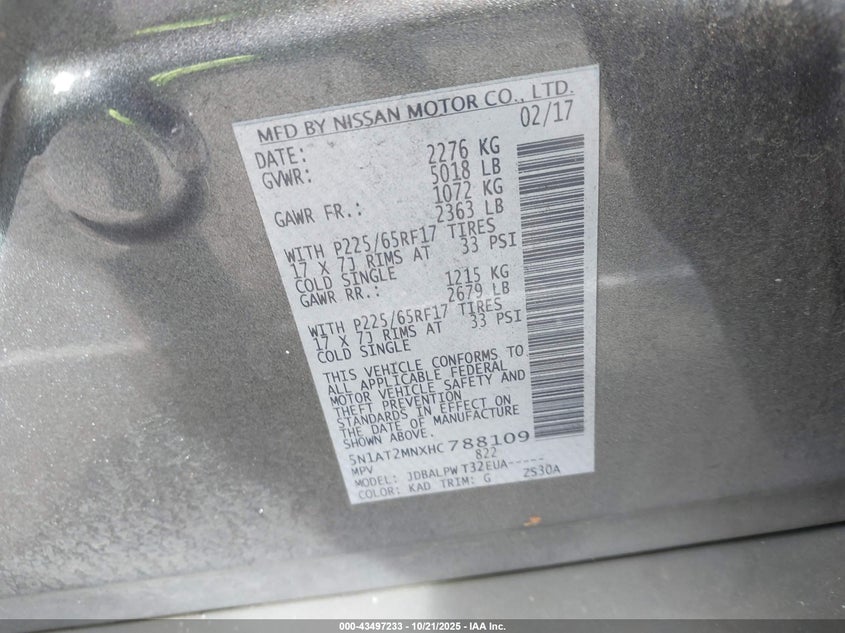 MFD BY NISSAN MOTOR CO., LTD.
DATE: 02/17
GVWR: 2276 KG
5018 LB
GAWR FR.: 1072 KG
2363 LB
WITH P225/65RF17 TIRES
17 X 7J RIMS AT 33 PSI
COLD SINGLE
GAWR RR.: 1215 KG
2679 LB
WITH P225/65RF17 TIRES
17 X 7J RIMS AT 33 PSI
COLD SINGLE
THIS VEHICLE CONFORMS TO
ALL APPLICABLE FEDERAL
MOTOR VEHICLE SAFETY AND
THEFT PREVENTION
STANDARDS IN EFFECT ON
THE DATE OF MANUFACTURE
SHOWN ABOVE.
5N1AT2MNXHC788109
MPV 822
MODEL: JDBALPW T32EUA-----
COLOR: KAD TRIM: G 2S30A
000-43497233 - 10/21/2025 - IAA Inc.